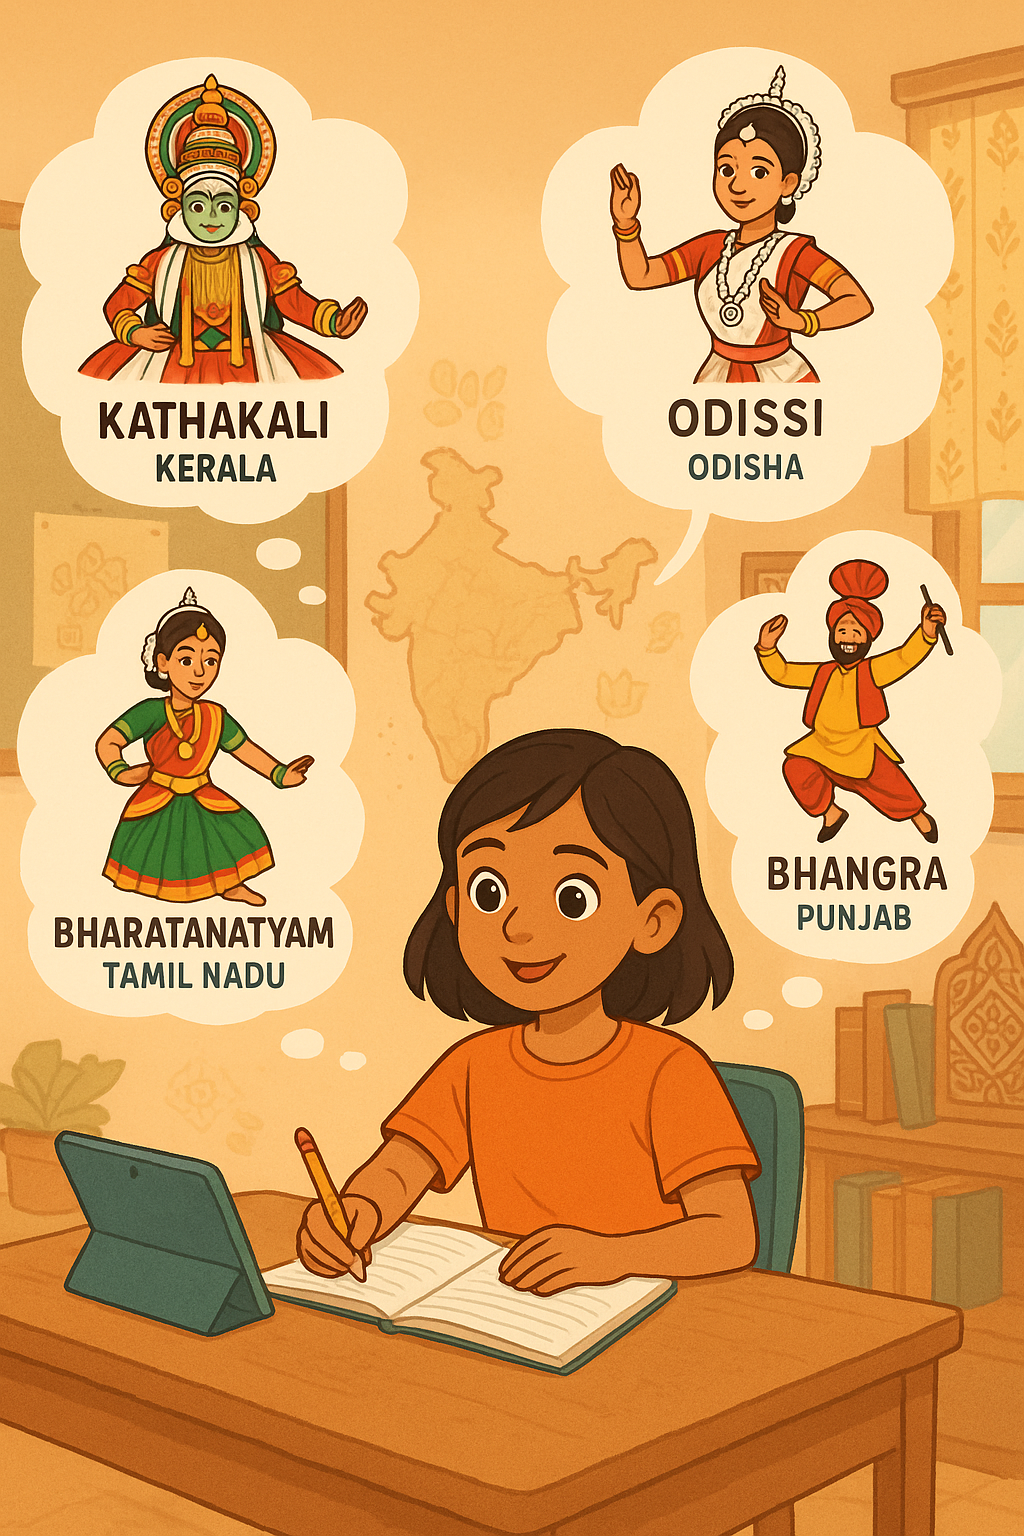 KATHAKALI
KERALA
ODISSI
ODISHA
BHARATANATYAM
TAMIL NADU
BHANGRA
PUNJAB